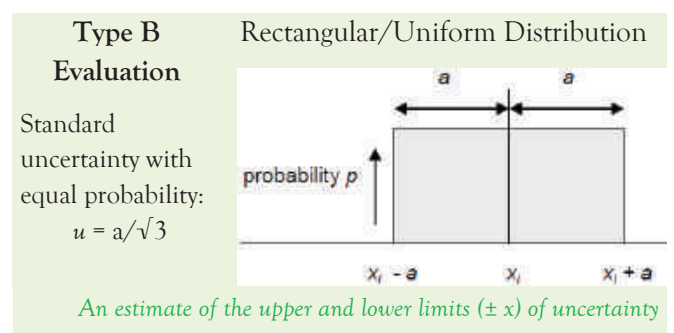 Type B
Evaluation
Standard
uncertainty with
equal probability:
u = a/√3
Rectangular/Uniform Distribution
a a
probability p
xᵢ - a xᵢ xᵢ + a
An estimate of the upper and lower limits (± x) of uncertainty